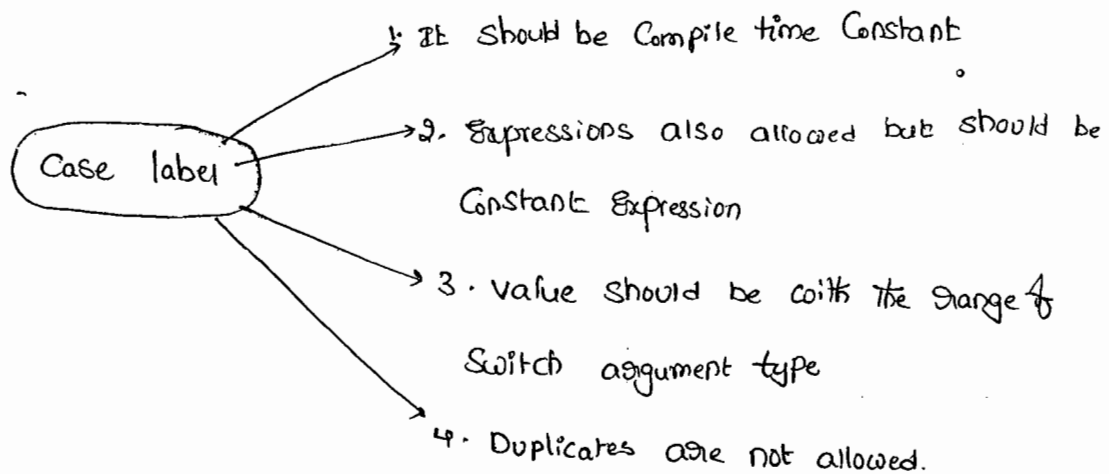 Case label
1. It should be Compile time Constant
2. Expressions also allowed but should be
Constant Expression
3. value should be with the range of
Switch argument type
4. Duplicates are not allowed.